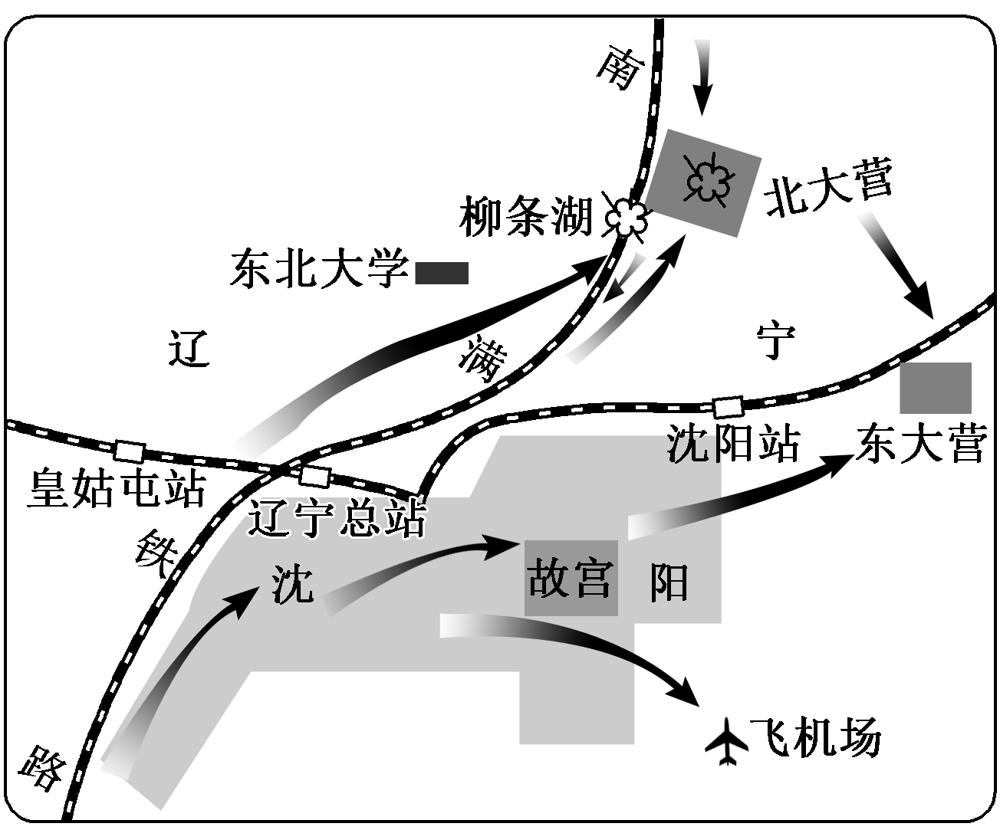 南
北大营
柳条湖
东北大学
满
辽
宁
沈阳站
东大营
皇姑屯站
辽宁总站
铁
沈
故宫
阳
飞机场
路